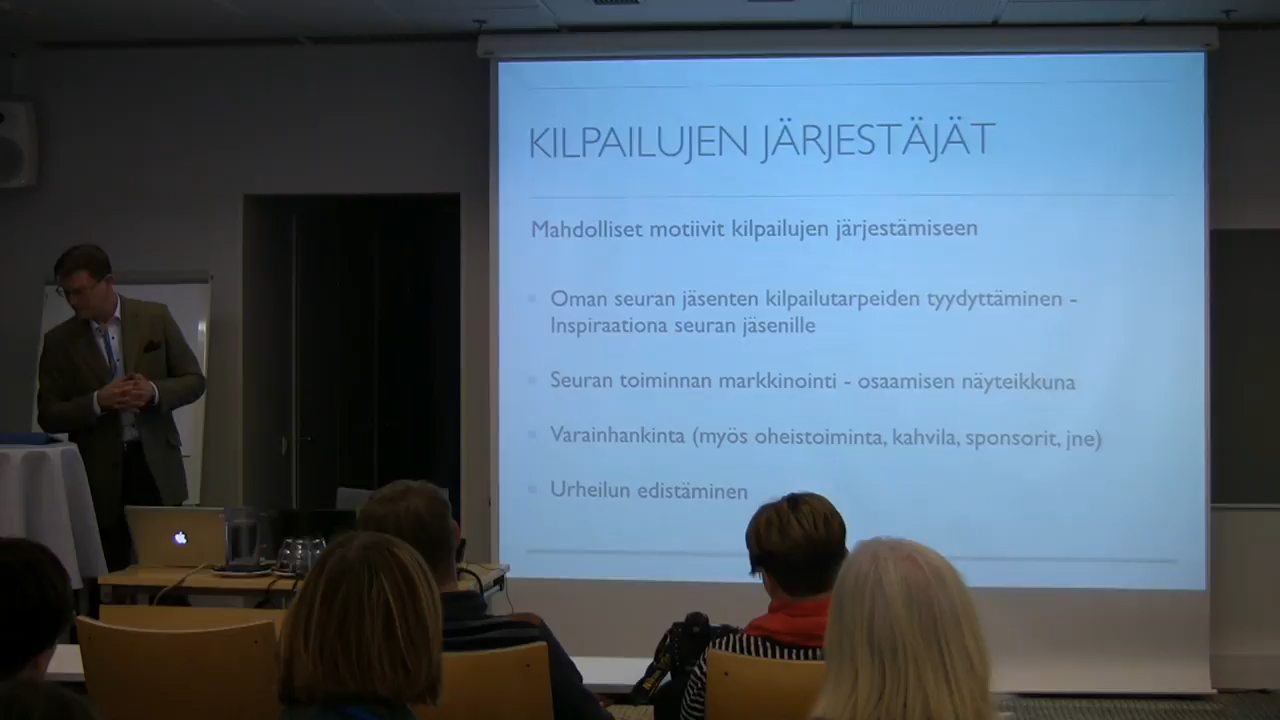 KILPAILUJEN JÄRJESTÄJÄT
Mahdolliset motiivit kilpailujen järjestämiseen
Oman seuran jäsenten kilpailutarpeiden tyydyttäminen -
Inspiraationa seuran jäsenille
Seuran toiminnan markkinointi - osaamisen näyteikkuna
Varainhankinta (myös oheistoiminta, kahvila, sponsorit, jne)
Urheilun edistäminen